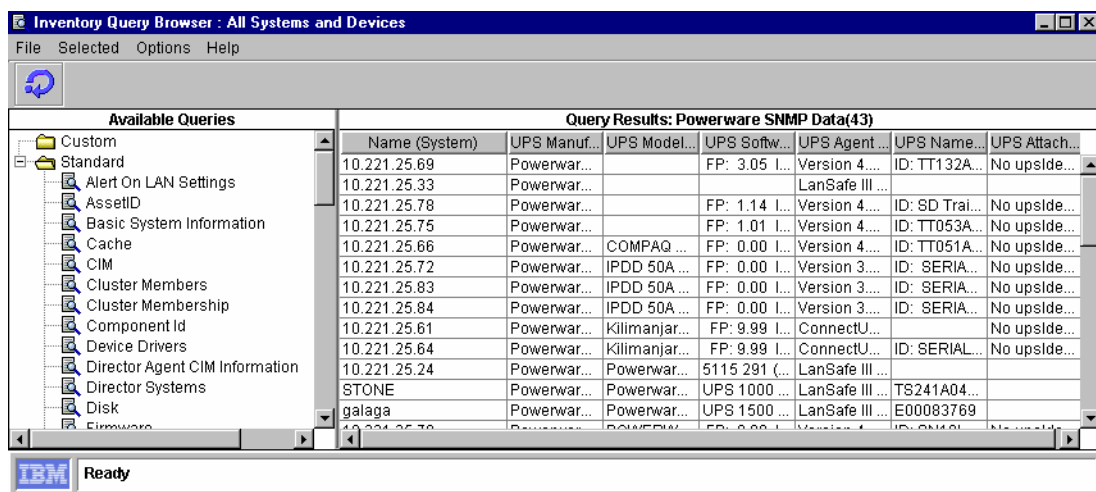 Inventory Query Browser : All Systems and Devices
File Selected Options Help
Available Queries
Custom
Standard
Alert On LAN Settings
AssetID
Basic System Information
Cache
CIM
Cluster Members
Cluster Membership
Component Id
Device Drivers
Director Agent CIM Information
Director Systems
Disk
Firmware
Query Results: Powerware SNMP Data(43)
Name (System) UPS Manuf... UPS Model... UPS Softw... UPS Agent ... UPS Name... UPS Attach...
10.221.25.69 Powerwar... FP: 3.05 I... Version 4.... ID: TT132A... No upsIde...
10.221.25.33 Powerwar... LanSafe III ...
10.221.25.78 Powerwar... FP: 1.14 I... Version 4.... ID: SD Trai... No upsIde...
10.221.25.75 Powerwar... FP: 1.01 I... Version 4.... ID: TT053A... No upsIde...
10.221.25.66 Powerwar... COMPAQ ... FP: 0.00 I... Version 4.... ID: TT051A... No upsIde...
10.221.25.72 Powerwar... IPDD 50A ... FP: 0.00 I... Version 3.... ID: SERIA... No upsIde...
10.221.25.83 Powerwar... IPDD 50A ... FP: 0.00 I... Version 3.... ID: SERIA... No upsIde...
10.221.25.84 Powerwar... IPDD 50A ... FP: 0.00 I... Version 3.... ID: SERIA... No upsIde...
10.221.25.61 Powerwar... Kilimanjar... FP: 9.99 I... ConnectU... No upsIde...
10.221.25.64 Powerwar... Kilimanjar... FP: 9.99 I... ConnectU... ID: SERIAL... No upsIde...
10.221.25.24 Powerwar... Powerwar... 5115 291 (... LanSafe III ...
STONE Powerwar... Powerwar... UPS 1000 ... LanSafe III ... TS241A04...
galaga Powerwar... Powerwar... UPS 1500 ... LanSafe III ... E00083769
IBM Ready